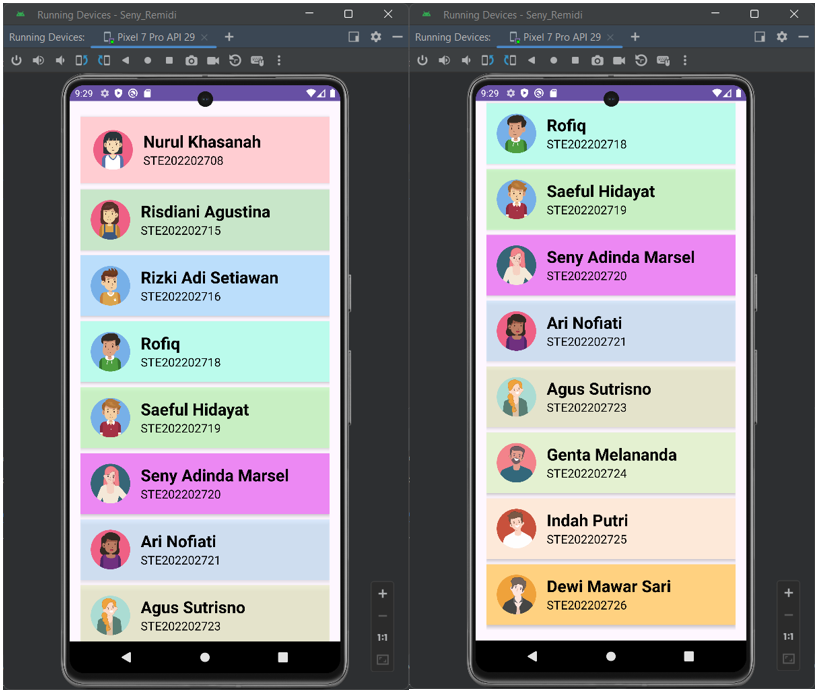 Running Devices - Seny_Remidi
Running Devices:
Pixel 7 Pro API 29
9:29
Nurul Khasanah
STE202202708
Risdiani Agustina
STE202202715
Rizki Adi Setiawan
STE202202716
Rofiq
STE202202718
Saeful Hidayat
STE202202719
Seny Adinda Marsel
STE202202720
Ari Nofiati
STE202202721
Agus Sutrisno
STE202202723
1:1
Running Devices - Seny_Remidi
Running Devices:
Pixel 7 Pro API 29
9:29
Rofiq
STE202202718
Saeful Hidayat
STE202202719
Seny Adinda Marsel
STE202202720
Ari Nofiati
STE202202721
Agus Sutrisno
STE202202723
Genta Melananda
STE202202724
Indah Putri
STE202202725
Dewi Mawar Sari
STE202202726
1:1